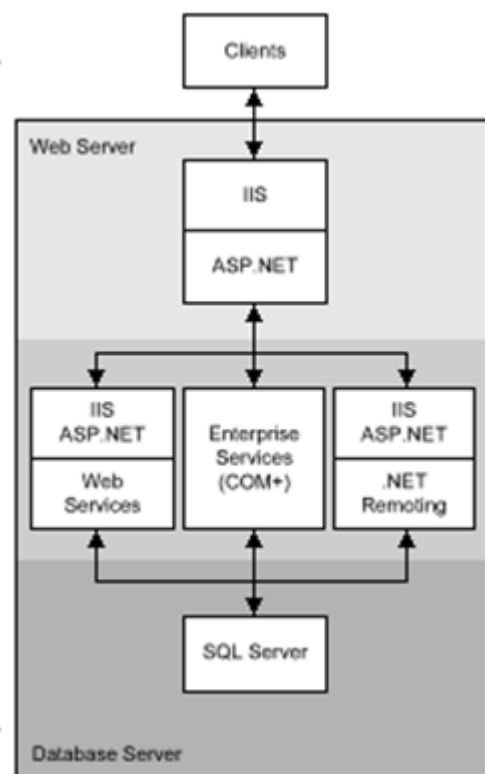 Clients
Web Server
IIS
ASP.NET
IIS
ASP.NET
Web
Services
Enterprise
Services
(COM+)
IIS
ASP.NET
.NET
Remoting
SQL Server
Database Server